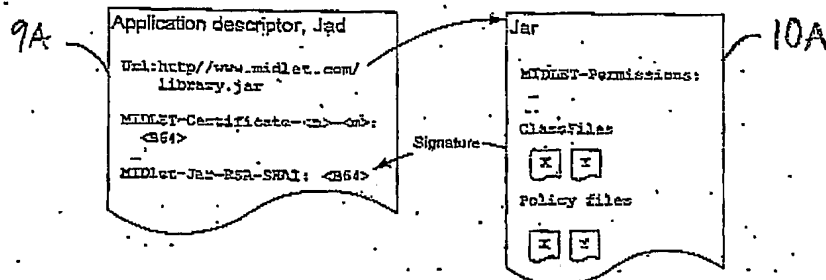 9A
Application descriptor, Jad
Url:http//www.midlet.com/
library.jar
MIDLET-Certificate-<n>-<m>:
<B64>
MIDlet-Jar-RSA-SHA1: <B64>
Signature
Jar
10A
MIDLET-Permissions:
ClassFiles
Policy files